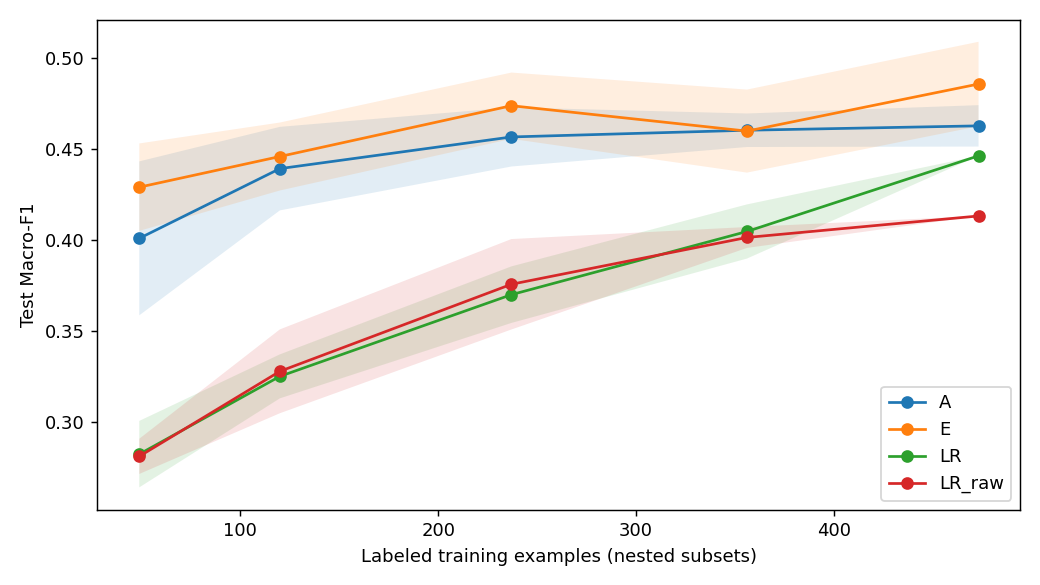 0.50
0.45
0.40
0.35
0.30
Test Macro-F1
A
E
LR
LR_raw
100
200
300
400
Labeled training examples (nested subsets)